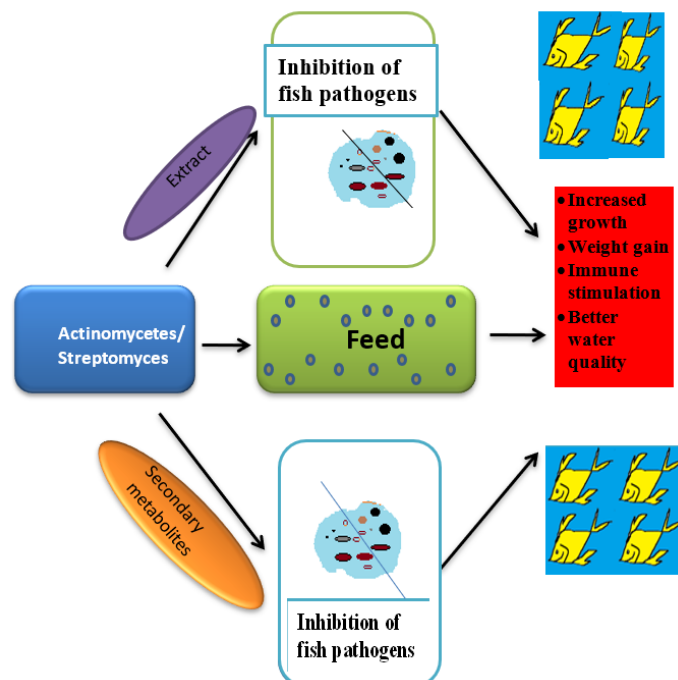 Inhibition of
fish pathogens
Extract
• Increased
growth
• Weight gain
• Immune
stimulation
• Better
water
quality
Actinomycetes/
Streptomyces
Feed
Secondary
metabolites
Inhibition of
fish pathogens